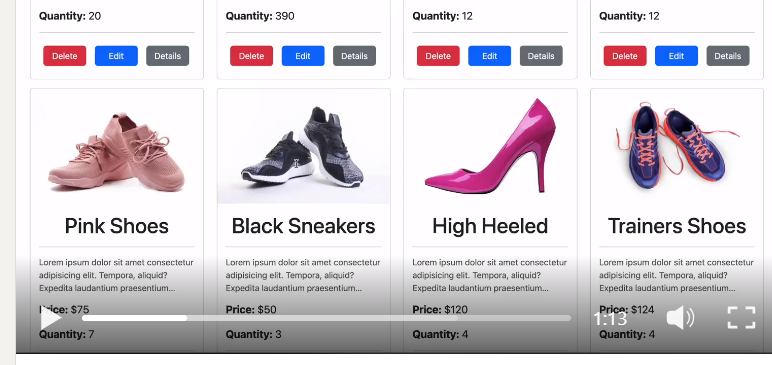 Quantity: 20
Quantity: 390
Quantity: 12
Quantity: 12
Delete Edit Details
Delete Edit Details
Delete Edit Details
Delete Edit Details
Pink Shoes
Lorem ipsum dolor sit amet consectetur
adipisicing elit. Tempora, aliquid?
Expedita laudantium praesentium...
Price: $75
Quantity: 7
Black Sneakers
Lorem ipsum dolor sit amet consectetur
adipisicing elit. Tempora, aliquid?
Expedita laudantium praesentium...
Price: $50
Quantity: 3
High Heeled
Lorem ipsum dolor sit amet consectetur
adipisicing elit. Tempora, aliquid?
Expedita laudantium praesentium...
Price: $120
Quantity: 4
Trainers Shoes
Lorem ipsum dolor sit amet consectetur
adipisicing elit. Tempora, aliquid?
Expedita laudantium praesentium...
Price: $124
Quantity: 4
1:13